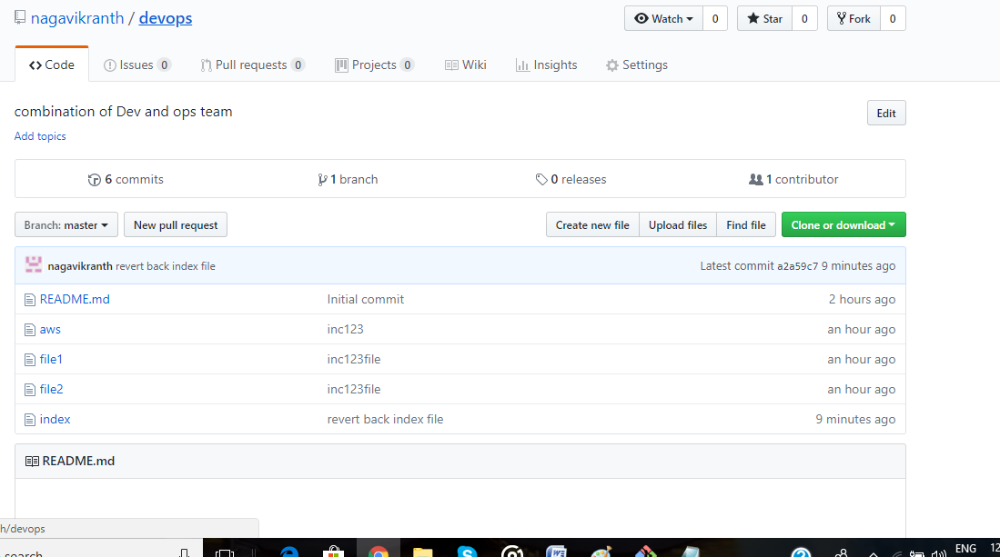 nagavikranth / devops Watch 0 Star 0 Fork 0
Code Issues 0 Pull requests 0 Projects 0 Wiki Insights Settings
combination of Dev and ops team Edit
Add topics
6 commits 1 branch 0 releases 1 contributor
Branch: master New pull request Create new file Upload files Find file Clone or download
nagavikranth revert back index file Latest commit a2a59c7 9 minutes ago
README.md Initial commit 2 hours ago
aws inc123 an hour ago
file1 inc123file an hour ago
file2 inc123file an hour ago
index revert back index file 9 minutes ago
README.md
h/devops
search ENG 12